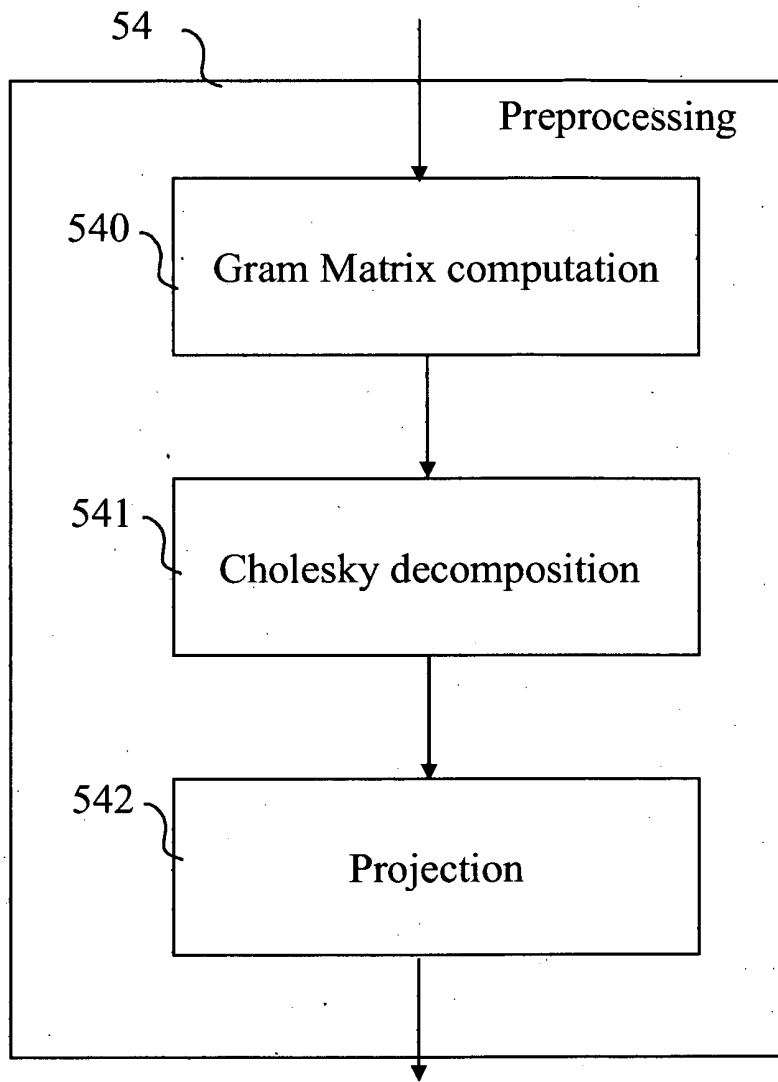 54
Preprocessing
540
Gram Matrix computation
541
Cholesky decomposition
542
Projection